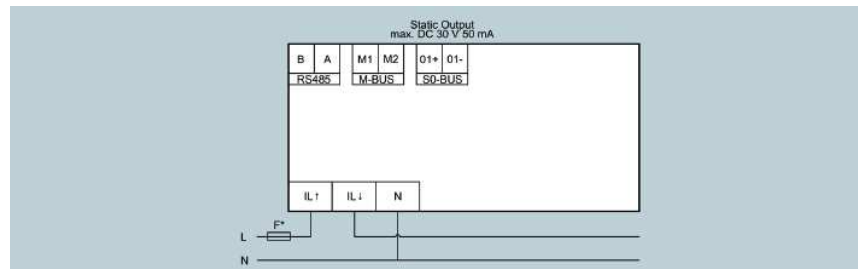 Static Output
max. DC 30 V 50 mA
B A M1 M2 01+ 01-
RS485 M-BUS S0-BUS
IL↑ IL↓ N
F*
L
N